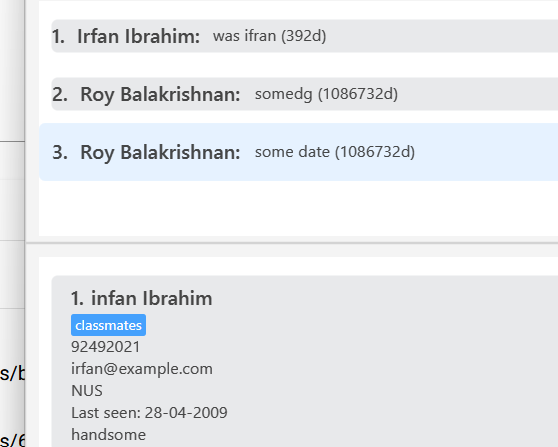 1. Irfan Ibrahim: was ifran (392d)
2. Roy Balakrishnan: somedg (1086732d)
3. Roy Balakrishnan: some date (1086732d)
1. infan Ibrahim
classmates
92492021
irfan@example.com
s/b
NUS
Last seen: 28-04-2009
handsome
s/6